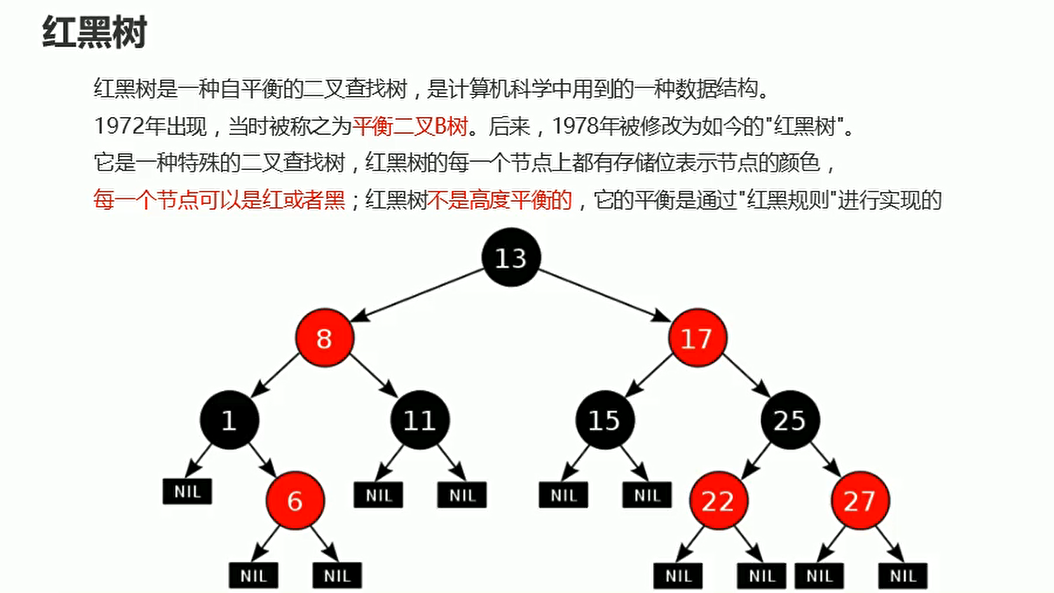 红黑树
红黑树是一种自平衡的二叉查找树，是计算机科学中用到的一种数据结构。
1972年出现，当时被称之为平衡二叉B树。后来，1978年被修改为如今的"红黑树"。
它是一种特殊的二叉查找树，红黑树的每一个节点上都有存储位表示节点的颜色，
每一个节点可以是红或者黑；红黑树不是高度平衡的，它的平衡是通过"红黑规则"进行实现的
13
8 17
1 11 15 25
NIL 6 NIL NIL NIL NIL 22 27
NIL NIL NIL NIL NIL NIL